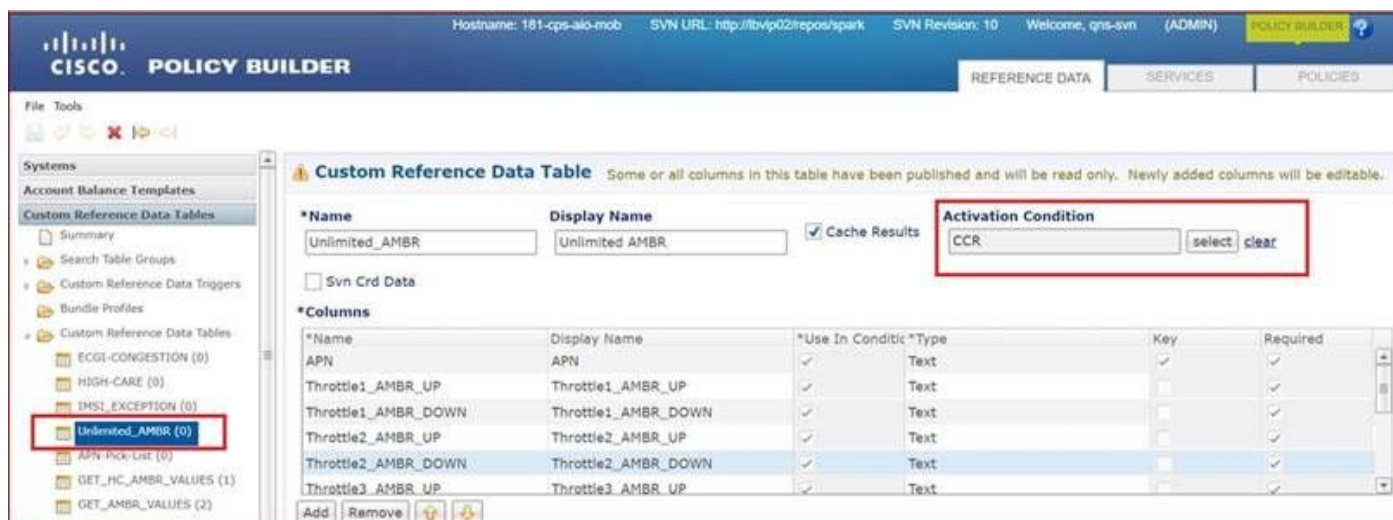 Hostname: 181-cps-aio-mob SVN URL: http://lbvip02/repos/spark SVN Revision: 10 Welcome, qns-svn (ADMIN) POLICY BUILDER ?
CISCO. POLICY BUILDER
REFERENCE DATA SERVICES POLICIES
File Tools
Systems
Account Balance Templates
Custom Reference Data Tables
Summary
Search Table Groups
Custom Reference Data Triggers
Bundle Profiles
Custom Reference Data Tables
ECGI-CONGESTION (0)
HIGH-CARE (0)
IMSI_EXCEPTION (0)
Unlimited_AMBR (0)
APN-Pick-List (0)
GET_HC_AMBR_VALUES (1)
GET_AMBR_VALUES (2)
Custom Reference Data Table Some or all columns in this table have been published and will be read only. Newly added columns will be editable.
*Name Display Name Cache Results Activation Condition
Unlimited_AMBR Unlimited AMBR CCR select clear
Svn Crd Data
*Columns
*Name Display Name *Use In Conditic *Type Key Required
APN APN Text
Throttle1_AMBR_UP Throttle1_AMBR_UP Text
Throttle1_AMBR_DOWN Throttle1_AMBR_DOWN Text
Throttle2_AMBR_UP Throttle2_AMBR_UP Text
Throttle2_AMBR_DOWN Throttle2_AMBR_DOWN Text
Throttle3_AMBR_UP Throttle3_AMBR_UP Text
Add Remove